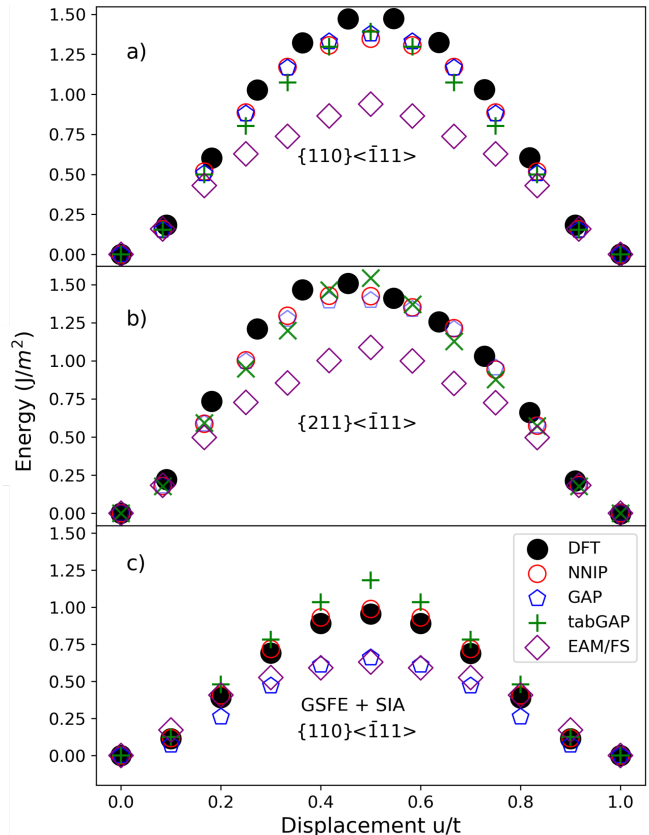 1.50
1.25
1.00
0.75
0.50
0.25
0.00
a)
{110}<1̄11>
1.50
1.25
1.00
0.75
0.50
0.25
0.00
b)
{211}<1̄11>
Energy (J/m²)
1.50
1.25
1.00
0.75
0.50
0.25
0.00
c)
DFT
NNIP
GAP
tabGAP
EAM/FS
GSFE + SIA
{110}<1̄11>
0.0 0.2 0.4 0.6 0.8 1.0
Displacement u/t